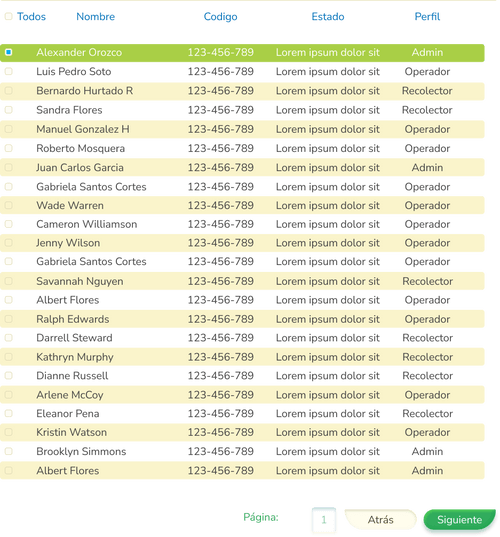 Todos Nombre Codigo Estado Perfil
Alexander Orozco 123-456-789 Lorem ipsum dolor sit Admin
Luis Pedro Soto 123-456-789 Lorem ipsum dolor sit Operador
Bernardo Hurtado R 123-456-789 Lorem ipsum dolor sit Recolector
Sandra Flores 123-456-789 Lorem ipsum dolor sit Recolector
Manuel Gonzalez H 123-456-789 Lorem ipsum dolor sit Operador
Roberto Mosquera 123-456-789 Lorem ipsum dolor sit Operador
Juan Carlos Garcia 123-456-789 Lorem ipsum dolor sit Admin
Gabriela Santos Cortes 123-456-789 Lorem ipsum dolor sit Operador
Wade Warren 123-456-789 Lorem ipsum dolor sit Operador
Cameron Williamson 123-456-789 Lorem ipsum dolor sit Operador
Jenny Wilson 123-456-789 Lorem ipsum dolor sit Operador
Gabriela Santos Cortes 123-456-789 Lorem ipsum dolor sit Operador
Savannah Nguyen 123-456-789 Lorem ipsum dolor sit Recolector
Albert Flores 123-456-789 Lorem ipsum dolor sit Operador
Ralph Edwards 123-456-789 Lorem ipsum dolor sit Operador
Darrell Steward 123-456-789 Lorem ipsum dolor sit Recolector
Kathryn Murphy 123-456-789 Lorem ipsum dolor sit Recolector
Dianne Russell 123-456-789 Lorem ipsum dolor sit Recolector
Arlene McCoy 123-456-789 Lorem ipsum dolor sit Operador
Eleanor Pena 123-456-789 Lorem ipsum dolor sit Recolector
Kristin Watson 123-456-789 Lorem ipsum dolor sit Operador
Brooklyn Simmons 123-456-789 Lorem ipsum dolor sit Admin
Albert Flores 123-456-789 Lorem ipsum dolor sit Admin
Página: 1 Atrás Siguiente